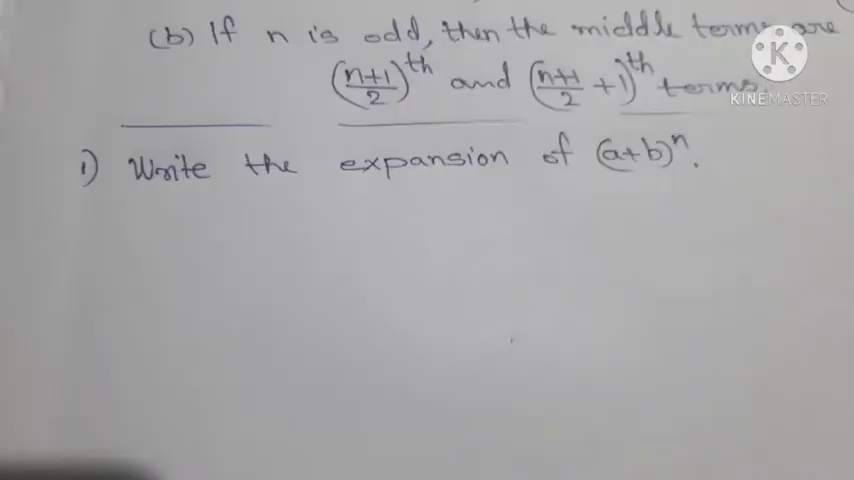 (b) If n is odd, then the middle terms are
(n+1/2)th and (n+1/2 + 1)th terms.
K
KINEMASTER
1) Write the expansion of (a+b)^n.